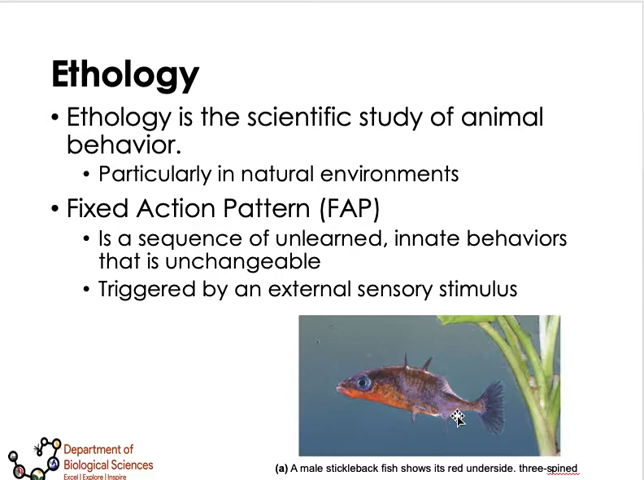 Ethology
• Ethology is the scientific study of animal
behavior.
• Particularly in natural environments
• Fixed Action Pattern (FAP)
• Is a sequence of unlearned, innate behaviors
that is unchangeable
• Triggered by an external sensory stimulus
Department of
Biological Sciences
Excel | Explore | Inspire
(a) A male stickleback fish shows its red underside. three-spined